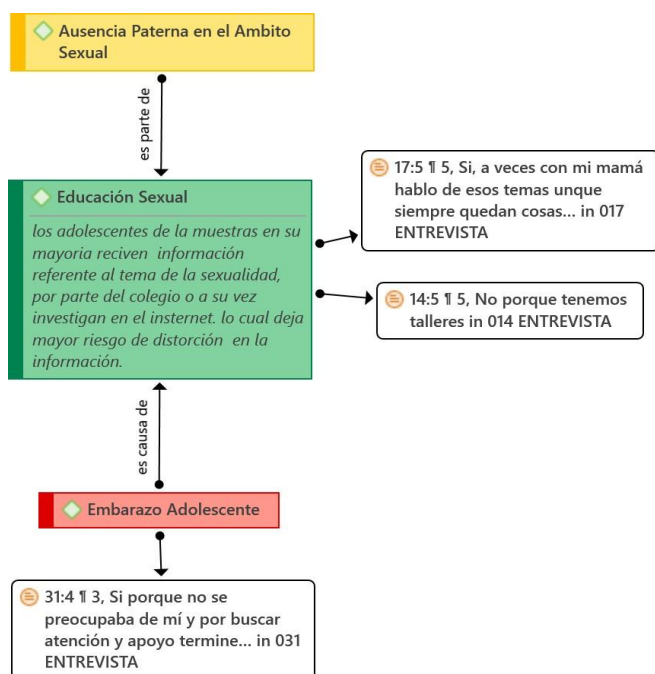 Ausencia Paterna en el Ambito
Sexual
es parte de
Educación Sexual
los adolescentes de la muestras en su
mayoria reciven información
referente al tema de la sexualidad,
por parte del colegio o a su vez
investigan en el insternet. lo cual deja
mayor riesgo de distorción en la
información.
17:5 ¶ 5, Si, a veces con mi mamá
hablo de esos temas unque
siempre quedan cosas... in 017
ENTREVISTA
14:5 ¶ 5, No porque tenemos
talleres in 014 ENTREVISTA
es causa de
Embarazo Adolescente
31:4 ¶ 3, Si porque no se
preocupaba de mí y por buscar
atención y apoyo termine... in 031
ENTREVISTA